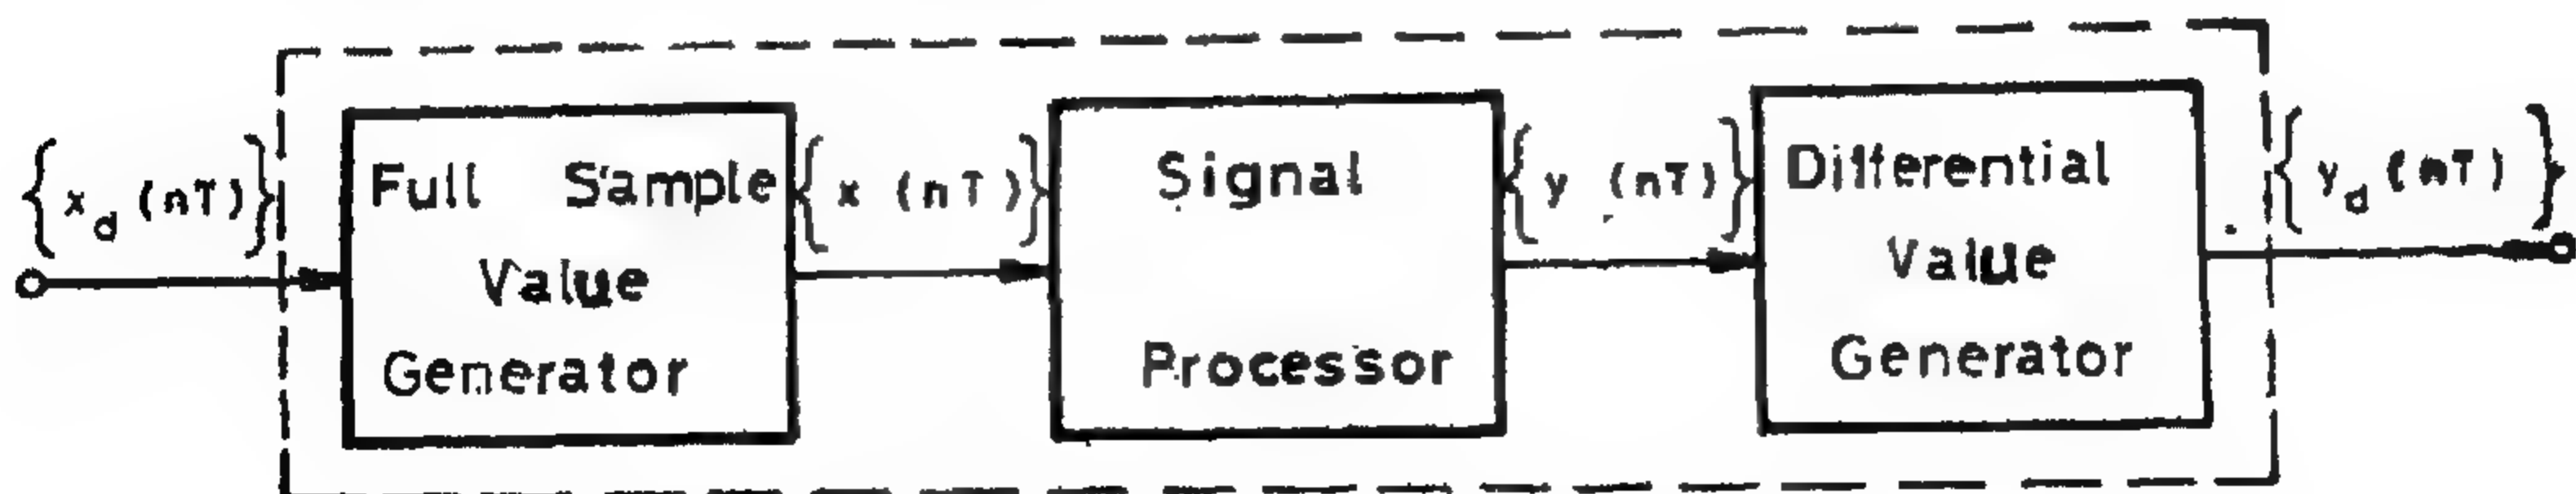 {x_d (nT)}
Full Sample
Value
Generator
{x (nT)}
Signal
Processor
{y (nT)}
Differential
Value
Generator
{y_d (nT)}